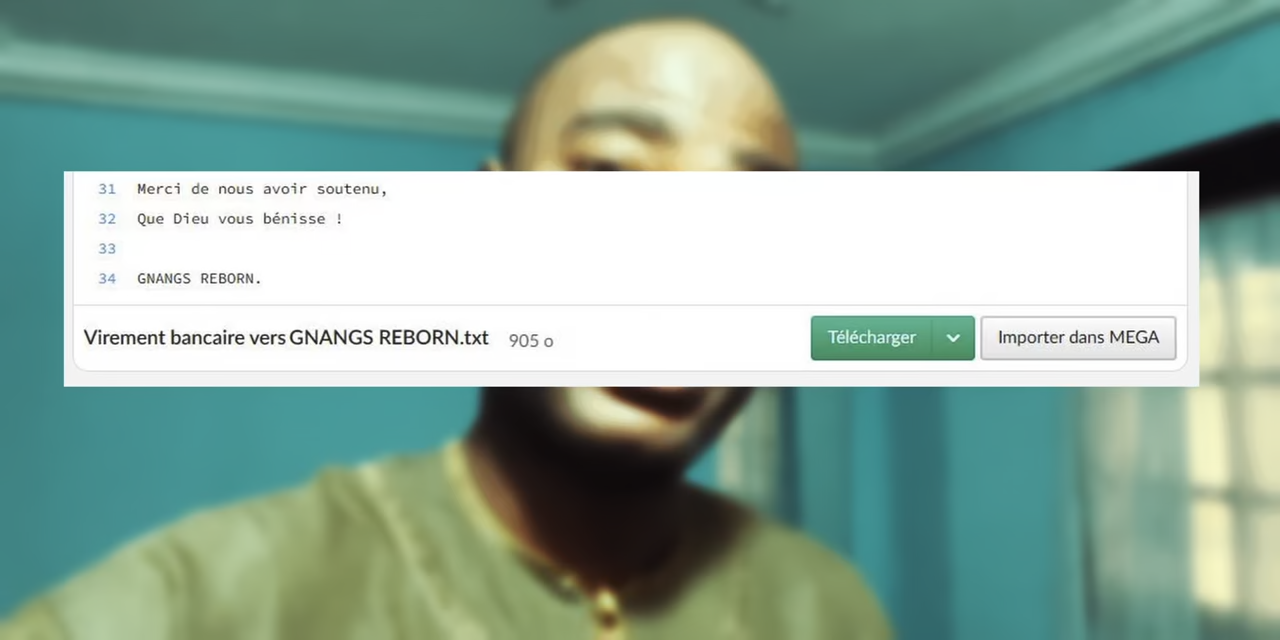 31 Merci de nous avoir soutenu,
32 Que Dieu vous bénisse !
33
34 GNANGS REBORN.
Virement bancaire vers GNANGS REBORN.txt 905 o Télécharger Importer dans MEGA